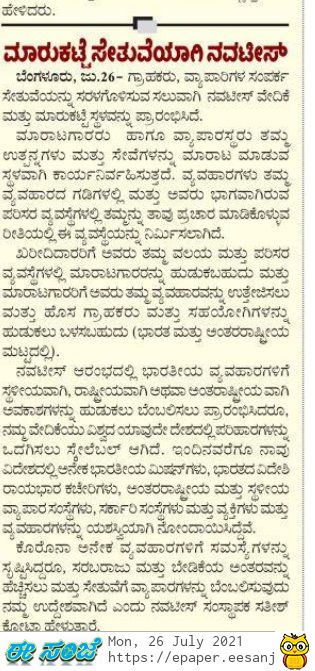 ಹೇಳಿದರು.
ಮಾರುಕಟ್ಟೆ ಸೇತುವೆಯಾಗಿ ನವಟೀಸ್
ಬೆಂಗಳೂರು, ಜು.26– ಗ್ರಾಹಕರು, ವ್ಯಾಪಾರಿಗಳ ಸಂಪರ್ಕ
ಸೇತುವೆಯನ್ನು ಸರಳಗೊಳಿಸುವ ಸಲುವಾಗಿ ನವಟೀಸ್ ವೇದಿಕೆ
ಮತ್ತು ಮಾರುಕಟ್ಟೆ ಸ್ಥಳವನ್ನು ಪ್ರಾರಂಭಿಸಿದೆ.
ಮಾರಾಟಗಾರರು ಹಾಗೂ ವ್ಯಾಪಾರಸ್ಥರು ತಮ್ಮ
ಉತ್ಪನ್ನಗಳು ಮತ್ತು ಸೇವೆಗಳನ್ನು ಮಾರಾಟ ಮಾಡುವ
ಸ್ಥಳವಾಗಿ ಕಾರ್ಯನಿರ್ವಹಿಸುತ್ತದೆ. ವ್ಯವಹಾರಗಳು ತಮ್ಮ
ವ್ಯವಹಾರದ ಗಡಿಗಳಲ್ಲಿ ಮತ್ತು ಅವರು ಭಾಗವಾಗಿರುವ
ಪರಿಸರ ವ್ಯವಸ್ಥೆಗಳಲ್ಲಿ ತಮ್ಮನ್ನು ತಾವು ಪ್ರಚಾರ ಮಾಡಿಕೊಳ್ಳುವ
ರೀತಿಯಲ್ಲಿ ಈ ವ್ಯವಸ್ಥೆಯನ್ನು ನಿರ್ಮಿಸಲಾಗಿದೆ.
ಖರೀದಿದಾರರಿಗೆ ಅವರು ತಮ್ಮ ವಲಯ ಮತ್ತು ಪರಿಸರ
ವ್ಯವಸ್ಥೆಗಳಲ್ಲಿ ಮಾರಾಟಗಾರರನ್ನು ಹುಡುಕಬಹುದು ಮತ್ತು
ಮಾರಾಟಗಾರರಿಗೆ ಅವರು ತಮ್ಮ ವ್ಯವಹಾರವನ್ನು ಉತ್ತೇಜಿಸಲು
ಮತ್ತು ಹೊಸ ಗ್ರಾಹಕರು ಮತ್ತು ಸಹಯೋಗಿಗಳನ್ನು
ಹುಡುಕಲು ಬಳಸಬಹುದು (ಭಾರತ ಮತ್ತು ಅಂತರರಾಷ್ಟ್ರೀಯ
ಮಟ್ಟದಲ್ಲಿ).
ನವಟೀಸ್ ಆರಂಭದಲ್ಲಿ ಭಾರತೀಯ ವ್ಯವಹಾರಗಳಿಗೆ
ಸ್ಥಳೀಯವಾಗಿ, ರಾಷ್ಟ್ರೀಯವಾಗಿ ಅಥವಾ ಅಂತರಾಷ್ಟ್ರೀಯವಾಗಿ
ಅವಕಾಶಗಳನ್ನು ಹುಡುಕಲು ಬೆಂಬಲಿಸಲು ಪ್ರಾರಂಭಿಸಿದರೂ,
ನಮ್ಮ ವೇದಿಕೆಯು ವಿಶ್ವದ ಯಾವುದೇ ದೇಶದಲ್ಲಿ ಪರಿಹಾರಗಳನ್ನು
ಒದಗಿಸಲು ಸ್ಕೇಲೆಬಲ್ ಆಗಿದೆ. ಇಂದಿನವರೆಗೂ ನಾವು
ವಿದೇಶದಲ್ಲಿ ಅನೇಕ ಭಾರತೀಯ ಮಿಷನ್‌ಗಳು, ಭಾರತದ ವಿದೇಶಿ
ರಾಯಭಾರ ಕಚೇರಿಗಳು, ಅಂತರರಾಷ್ಟ್ರೀಯ ಮತ್ತು ಸ್ಥಳೀಯ
ವ್ಯಾಪಾರ ಸಂಸ್ಥೆಗಳು, ಸರ್ಕಾರಿ ಸಂಸ್ಥೆಗಳು ಮತ್ತು ವ್ಯಕ್ತಿಗಳು ಮತ್ತು
ವ್ಯವಹಾರಗಳನ್ನು ಯಶಸ್ವಿಯಾಗಿ ನೋಂದಾಯಿಸಿದ್ದೆವೆ.
ಕೊರೊನಾ ಅನೇಕ ವ್ಯವಹಾರಗಳಿಗೆ ಸಮಸ್ಯೆಗಳನ್ನು
ಸೃಷ್ಟಿಸಿದ್ದರೂ, ಸರಬರಾಜು ಮತ್ತು ಬೇಡಿಕೆಯ ಅಂತರವನ್ನು
ಹೆಚ್ಚಿಸಲು ಮತ್ತು ಸೇತುವೆಗೆ ವ್ಯಾಪಾರಗಳನ್ನು ಬೆಂಬಲಿಸುವುದು
ನಮ್ಮ ಉದ್ದೇಶವಾಗಿದೆ ಎಂದು ನವಟೀಸ್ ಸಂಸ್ಥಾಪಕ ಸತೀಶ್
ಕೋಟಾ ಹೇಳುತ್ತಾರೆ.
ಈ ಸಂಜೆ
Mon, 26 July 2021
https://epaper.eesanj